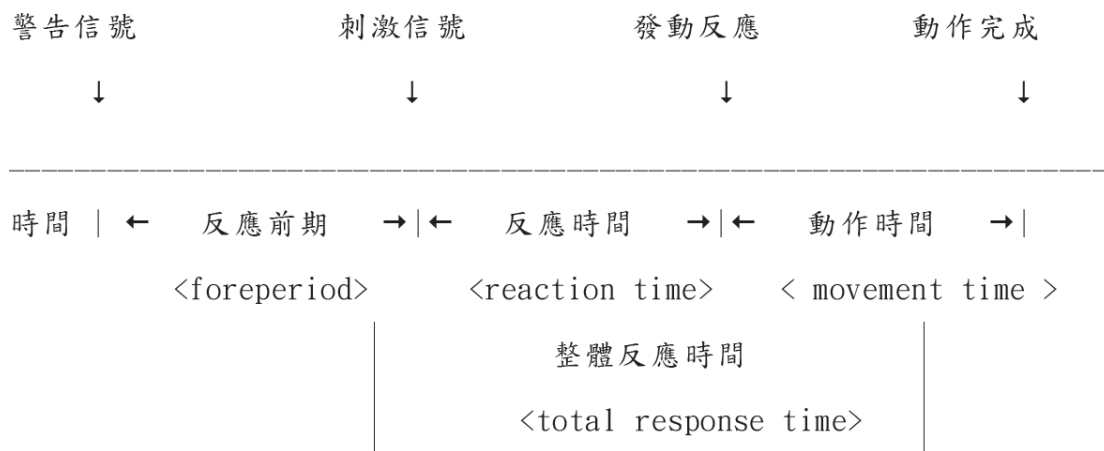 警告信號 刺激信號 發動反應 動作完成
↓ ↓ ↓ ↓
時間 | ← 反應前期 →|← 反應時間 →|← 動作時間 →|
<foreperiod> <reaction time> < movement time >
整體反應時間
<total response time>